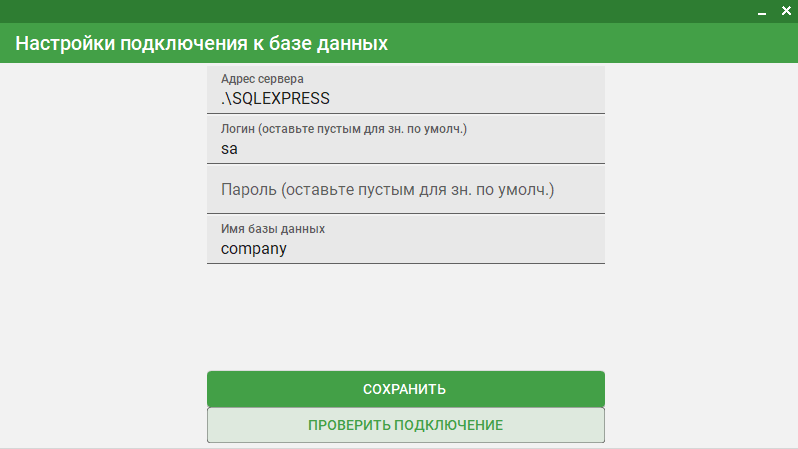 Настройки подключения к базе данных
Адрес сервера
.\SQLEXPRESS
Логин (оставьте пустым для зн. по умолч.)
sa
Пароль (оставьте пустым для зн. по умолч.)
Имя базы данных
company
СОХРАНИТЬ
ПРОВЕРИТЬ ПОДКЛЮЧЕНИЕ